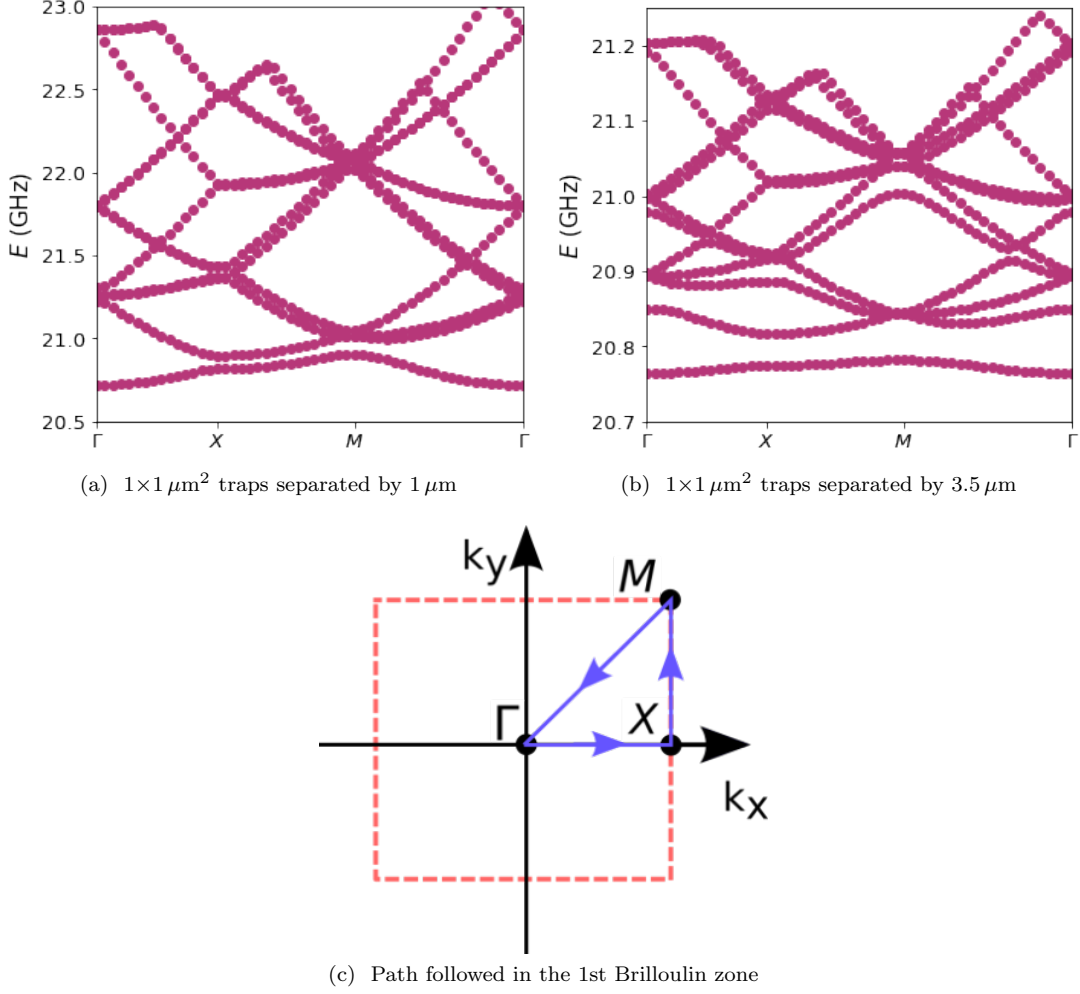 23.0
22.5
22.0
21.5
21.0
20.5
E (GHz)
Γ X M Γ
21.2
21.1
21.0
20.9
20.8
20.7
E (GHz)
Γ X M Γ
(a) 1×1 μm² traps separated by 1 μm
(b) 1×1 μm² traps separated by 3.5 μm
ky
M
Γ
X
kx
(c) Path followed in the 1st Brillouin zone